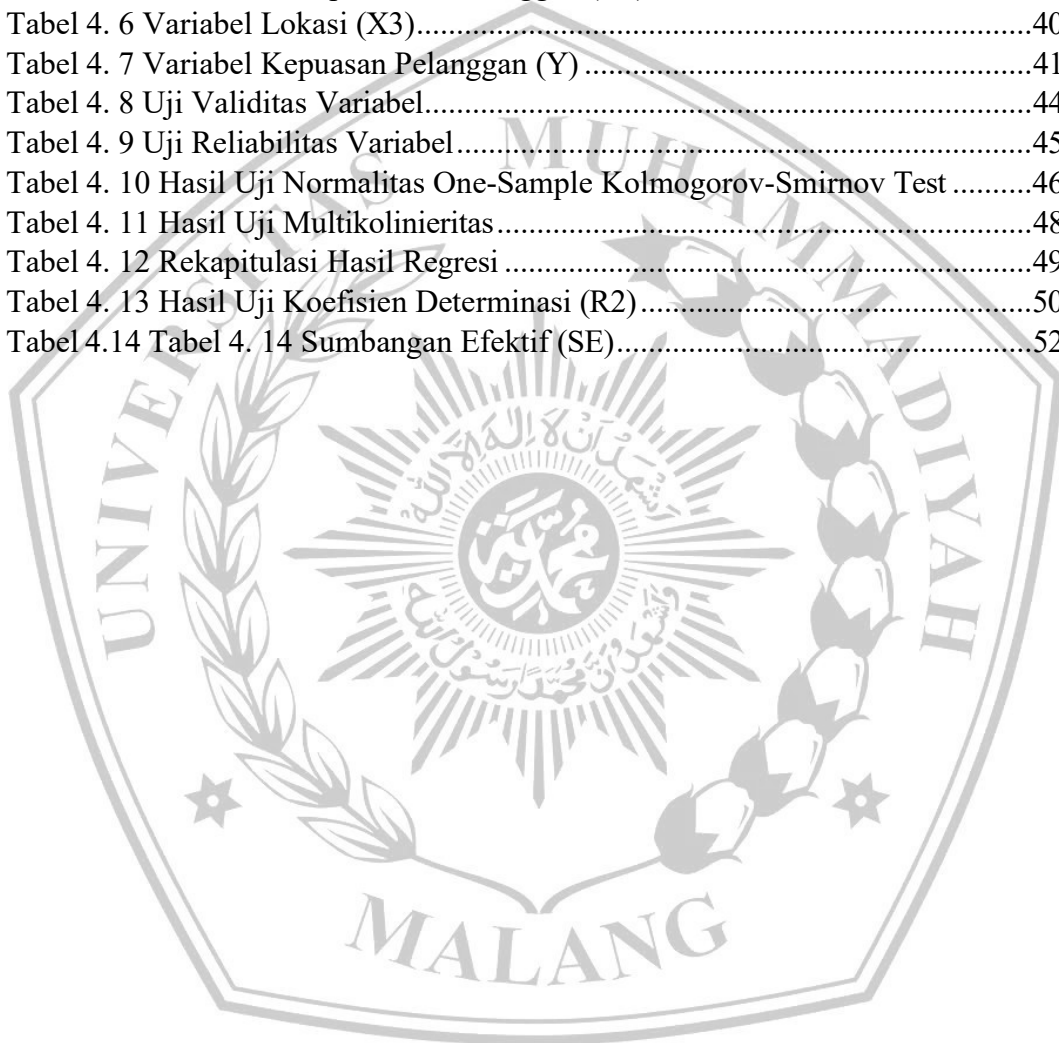 Tabel 4. 6 Variabel Lokasi (X3)..........................................................................40
Tabel 4. 7 Variabel Kepuasan Pelanggan (Y) ......................................................41
Tabel 4. 8 Uji Validitas Variabel.........................................................................44
Tabel 4. 9 Uji Reliabilitas Variabel.....................................................................45
Tabel 4. 10 Hasil Uji Normalitas One-Sample Kolmogorov-Smirnov Test ..........46
Tabel 4. 11 Hasil Uji Multikolinieritas................................................................48
Tabel 4. 12 Rekapitulasi Hasil Regresi ...............................................................49
Tabel 4. 13 Hasil Uji Koefisien Determinasi (R2)...............................................50
Tabel 4.14 Tabel 4. 14 Sumbangan Efektif (SE)..................................................52
UNIVERSITAS MUHAMMADIYAH
MALANG